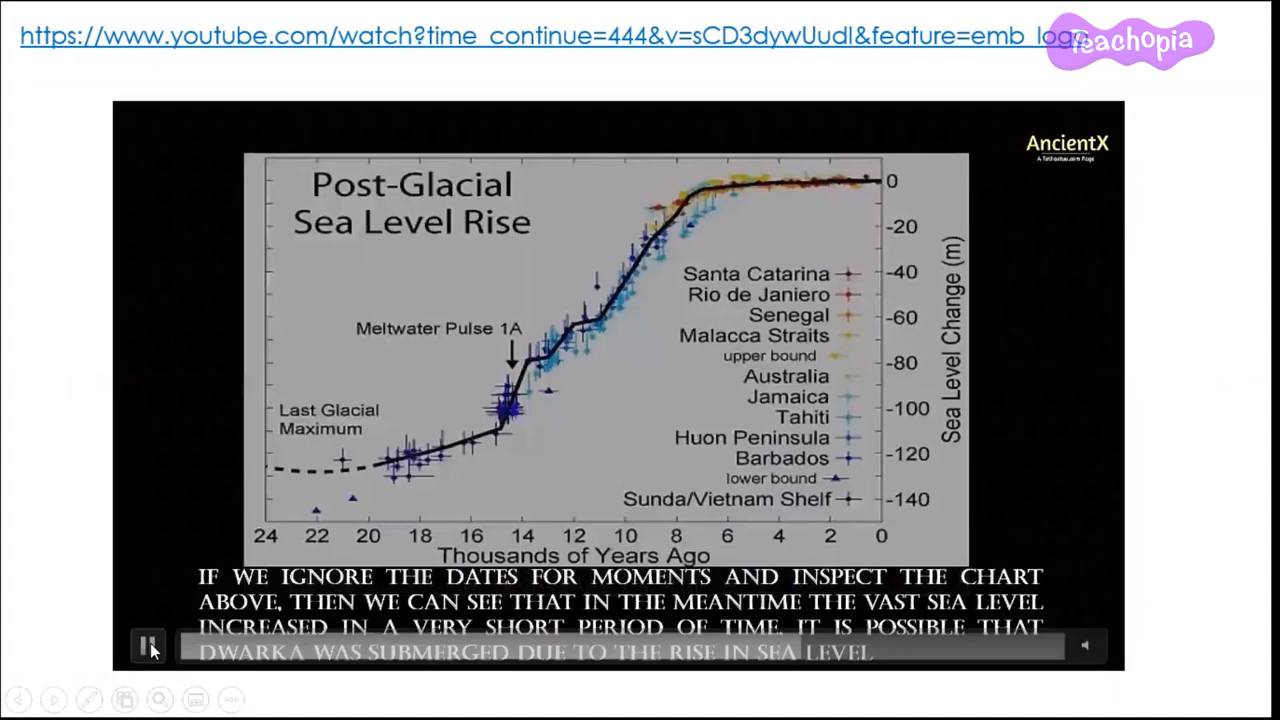 https://www.youtube.com/watch?time_continue=444&v=sCD3dywUudI&feature=emb_logo
Teachopia
AncientX
A Tathastuu.com Page
Post-Glacial
Sea Level Rise
Meltwater Pulse 1A
Last Glacial
Maximum
Santa Catarina
Rio de Janiero
Senegal
Malacca Straits
upper bound
Australia
Jamaica
Tahiti
Huon Peninsula
Barbados
lower bound
Sunda/Vietnam Shelf
0
-20
-40
-60
-80
-100
-120
-140
Sea Level Change (m)
24 22 20 18 16 14 12 10 8 6 4 2 0
Thousands of Years Ago
IF WE IGNORE THE DATES FOR MOMENTS AND INSPECT THE CHART
ABOVE, THEN WE CAN SEE THAT IN THE MEANTIME THE VAST SEA LEVEL
INCREASED IN A VERY SHORT PERIOD OF TIME. IT IS POSSIBLE THAT
DWARKA WAS SUBMERGED DUE TO THE RISE IN SEA LEVEL